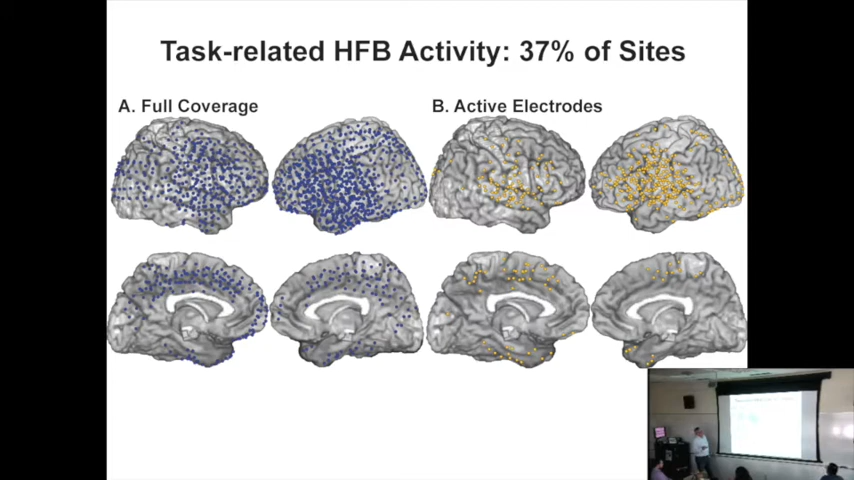 Task-related HFB Activity: 37% of Sites
A. Full Coverage
B. Active Electrodes